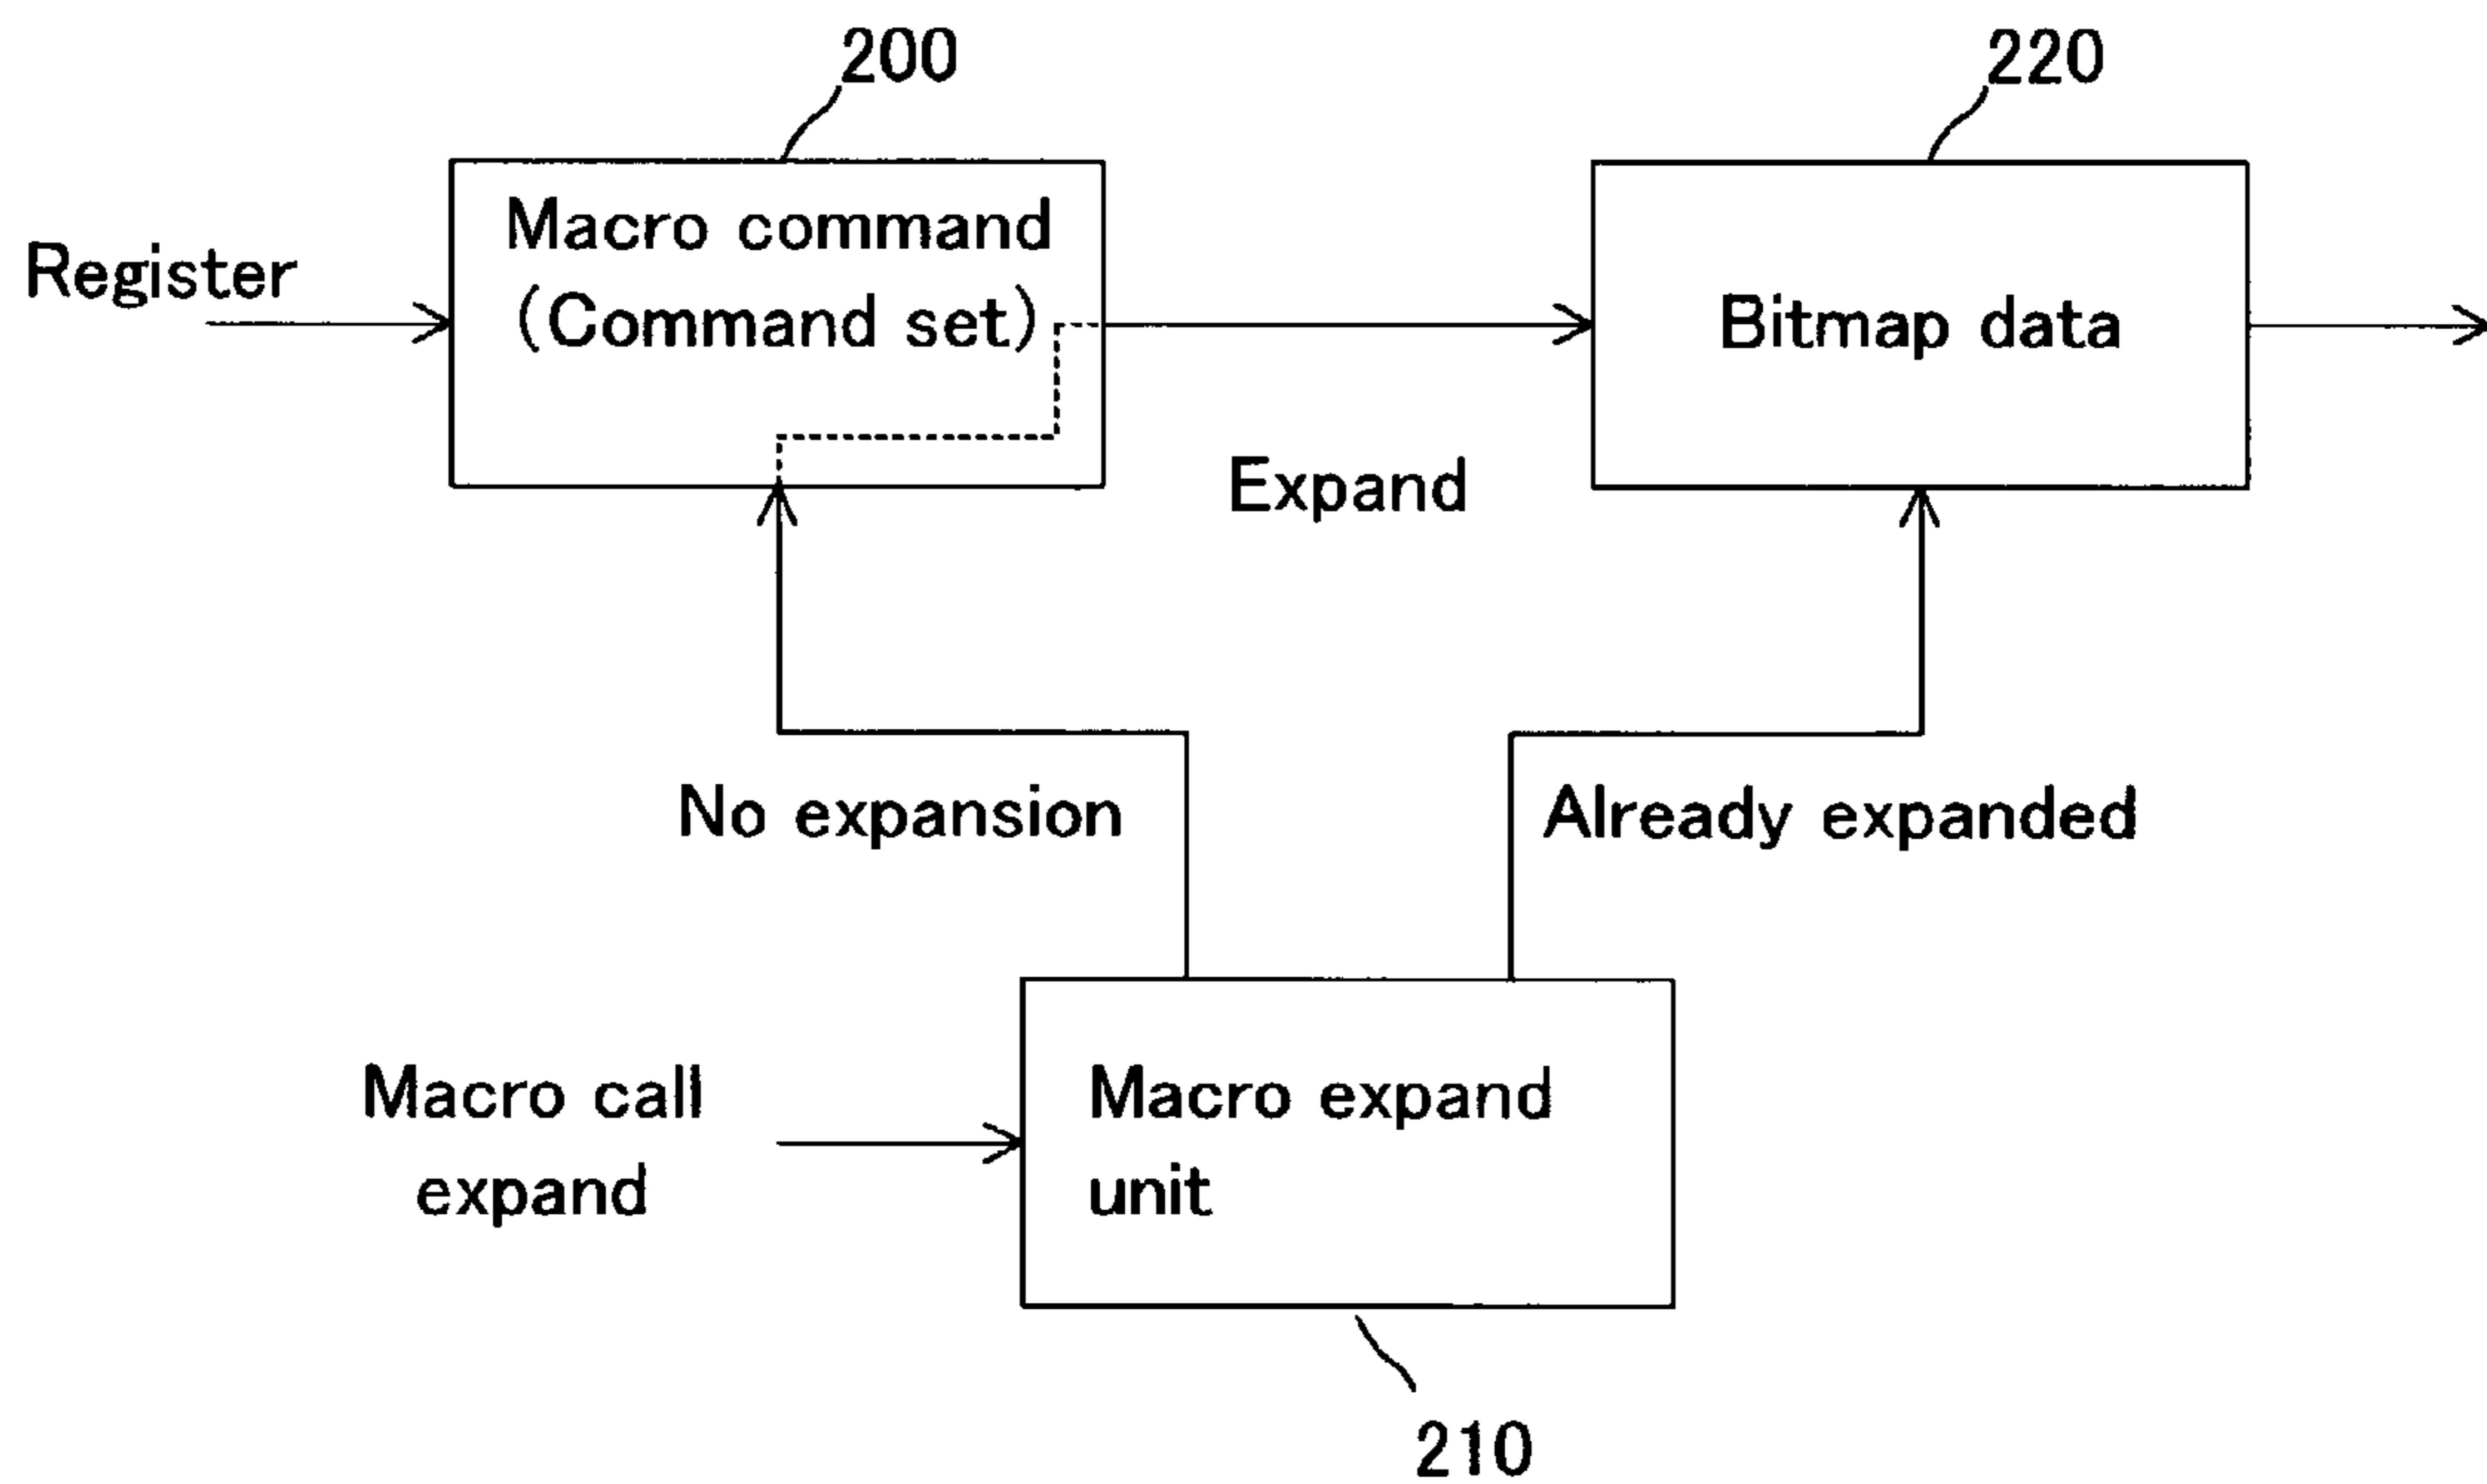 200
220
Register
Macro command
(Command set)
Bitmap data
Expand
No expansion
Already expanded
Macro call
expand
Macro expand
unit
210